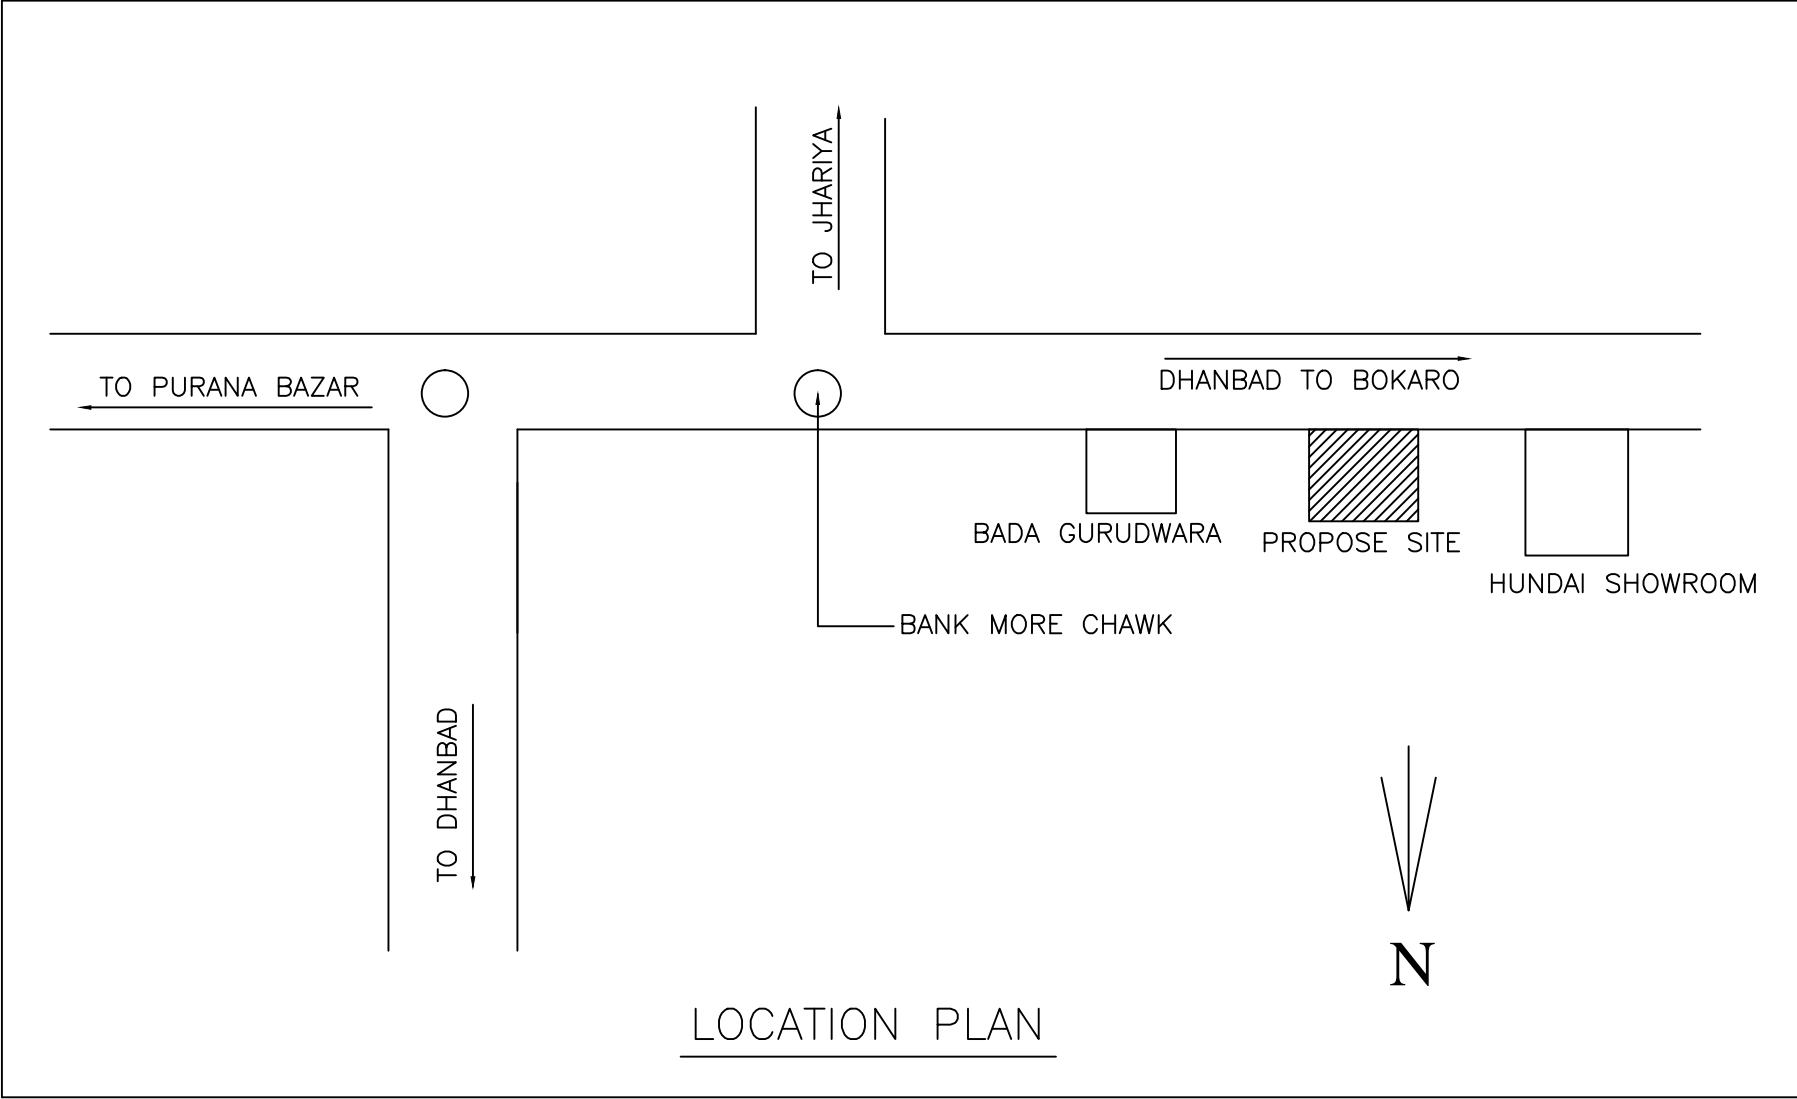 TO JHARIYA
DHANBAD TO BOKARO
TO PURANA BAZAR
BADA GURUDWARA
PROPOSE SITE
HUNDAI SHOWROOM
BANK MORE CHAWK
TO DHANBAD
N
LOCATION PLAN